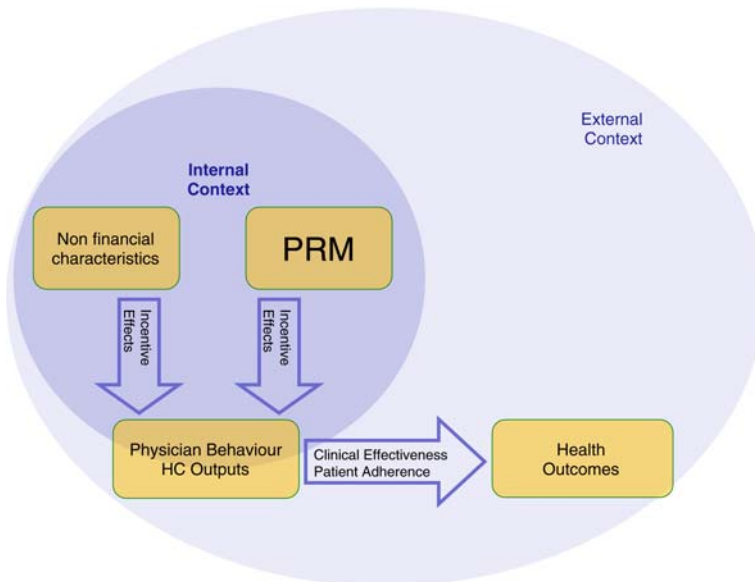 External
Context
Internal
Context
Non financial
characteristics
PRM
Incentive
Effects
Incentive
Effects
Physician Behaviour
HC Outputs
Clinical Effectiveness
Patient Adherence
Health
Outcomes